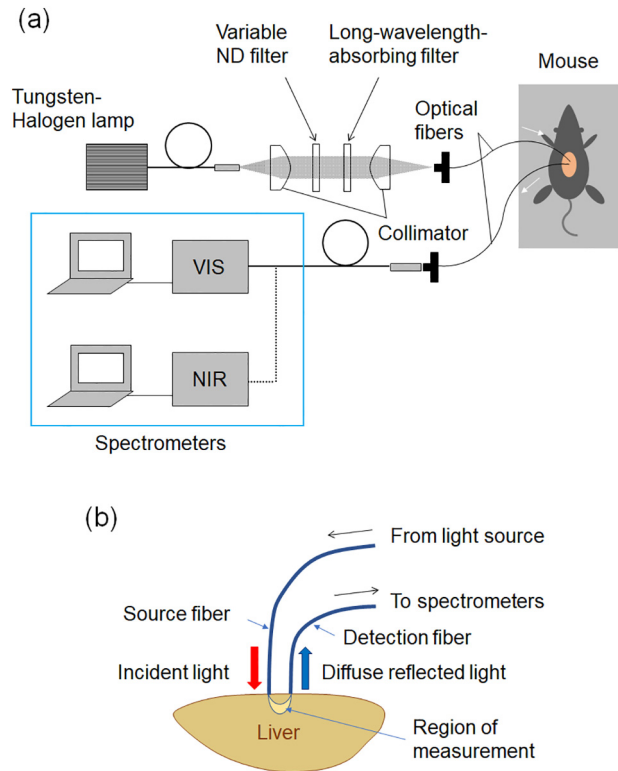 (a)
Variable
ND filter
Long-wavelength-
absorbing filter
Mouse
Tungsten-
Halogen lamp
Optical
fibers
Collimator
VIS
NIR
Spectrometers
(b)
From light source
To spectrometers
Source fiber
Detection fiber
Incident light
Diffuse reflected light
Liver
Region of
measurement